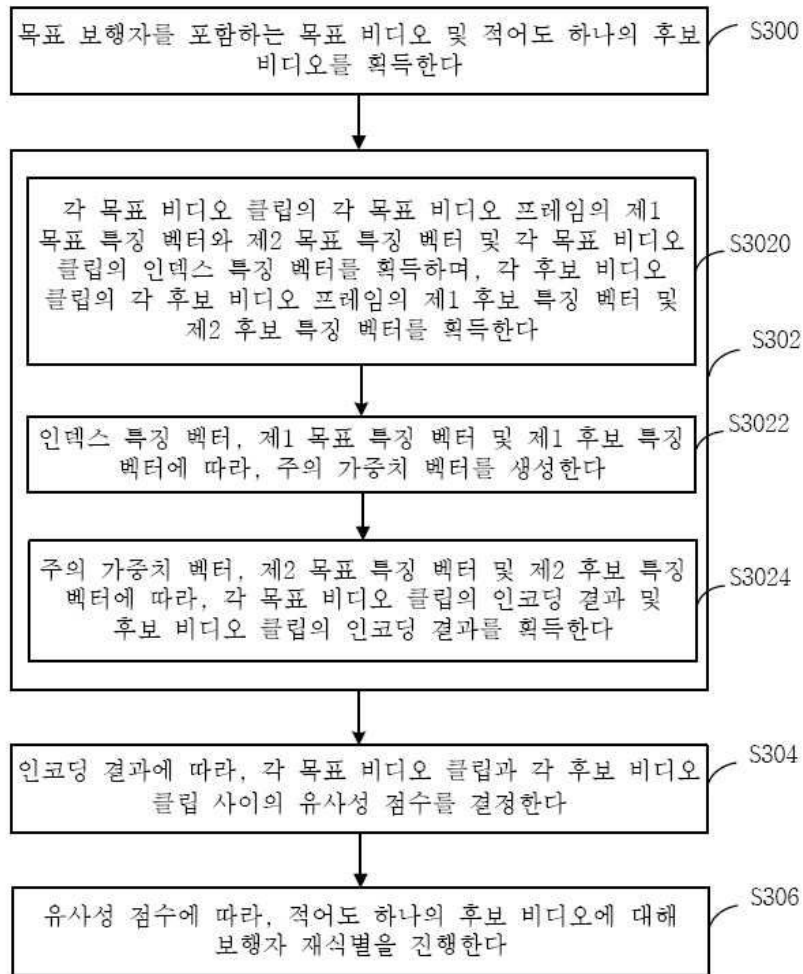 목표 보행자를 포함하는 목표 비디오 및 적어도 하나의 후보
비디오를 획득한다
S300
각 목표 비디오 클립의 각 목표 비디오 프레임의 제1
목표 특징 벡터와 제2 목표 특징 벡터 및 각 목표 비디오
클립의 인덱스 특징 벡터를 획득하며, 각 후보 비디오
클립의 각 후보 비디오 프레임의 제1 후보 특징 벡터 및
제2 후보 특징 벡터를 획득한다
S3020
S302
인덱스 특징 벡터, 제1 목표 특징 벡터 및 제1 후보 특징
벡터에 따라, 주의 가중치 벡터를 생성한다
S3022
주의 가중치 벡터, 제2 목표 특징 벡터 및 제2 후보 특징
벡터에 따라, 각 목표 비디오 클립의 인코딩 결과 및
후보 비디오 클립의 인코딩 결과를 획득한다
S3024
인코딩 결과에 따라, 각 목표 비디오 클립과 각 후보 비디오
클립 사이의 유사성 점수를 결정한다
S304
유사성 점수에 따라, 적어도 하나의 후보 비디오에 대해
보행자 재식별을 진행한다
S306